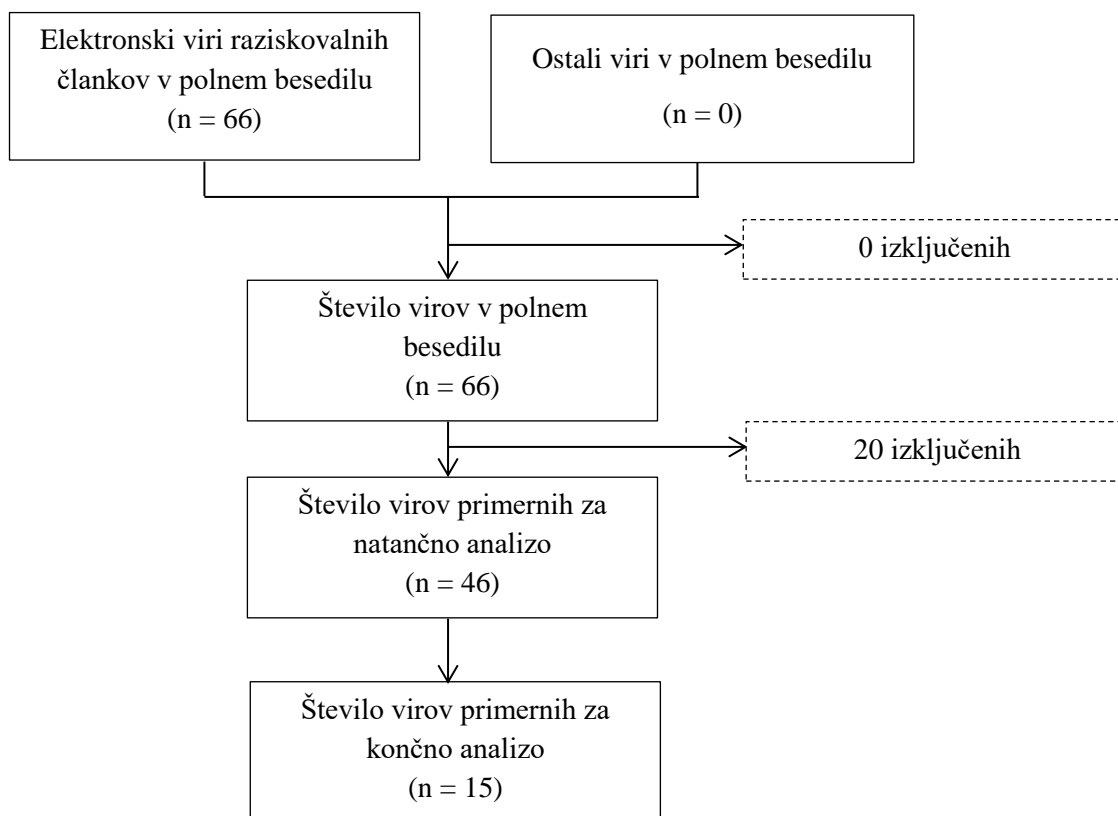 Elektronski viri raziskovalnih
člankov v polnem besedilu
(n = 66)
Ostali viri v polnem besedilu
(n = 0)
0 izključenih
Število virov v polnem
besedilu
(n = 66)
20 izključenih
Število virov primernih za
natančno analizo
(n = 46)
Število virov primernih za
končno analizo
(n = 15)